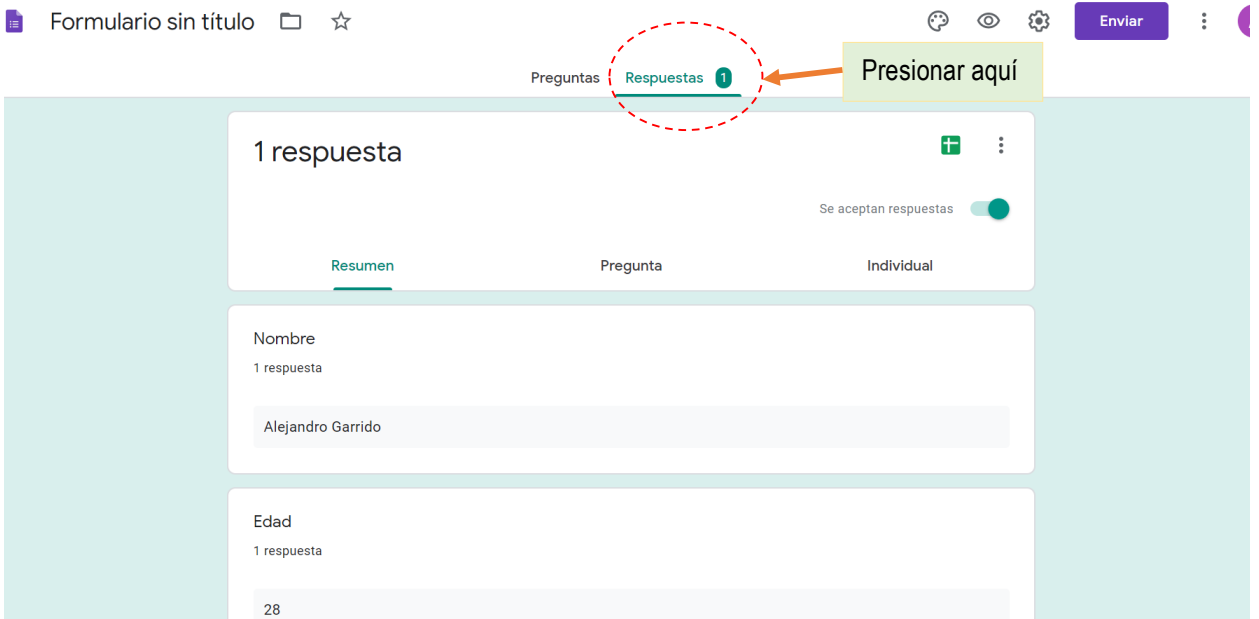 Formulario sin título
Enviar
Preguntas
Respuestas 1
Presionar aquí
1 respuesta
Se aceptan respuestas
Resumen
Pregunta
Individual
Nombre
1 respuesta
Alejandro Garrido
Edad
1 respuesta
28